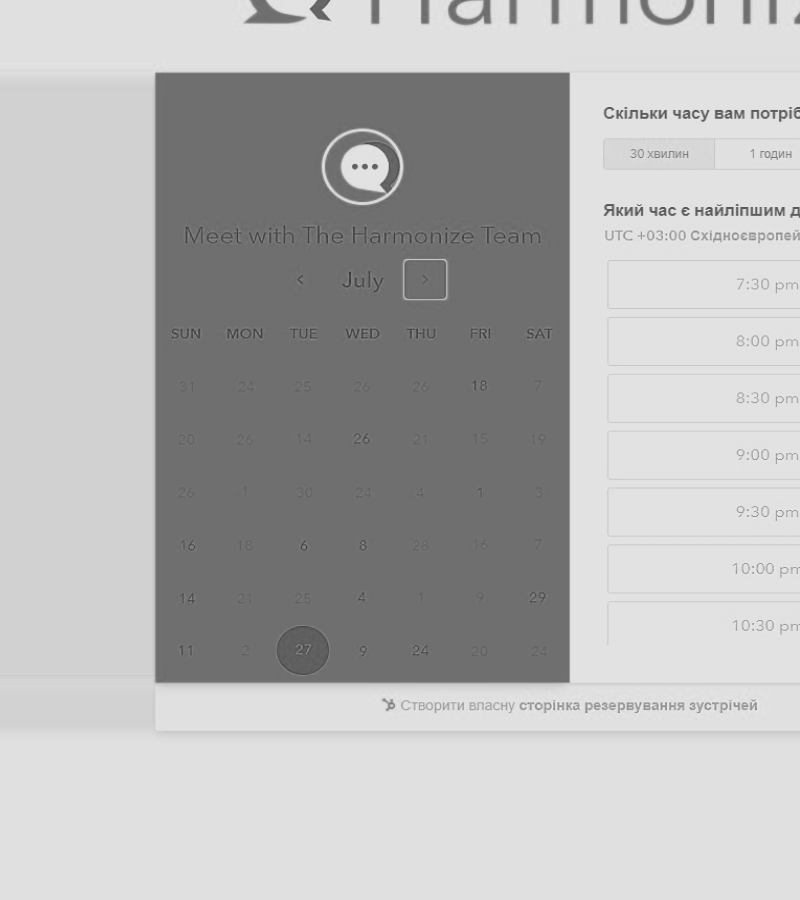 Harmoniz
Meet with The Harmonize Team
July
SUN MON TUE WED THU FRI SAT
31 24 25 26 26 18 7
20 26 14 26 21 15 19
26 1 30 24 4 1 3
16 18 6 8 28 16 7
14 21 25 4 1 9 29
11 2 27 9 24 20 24
Скільки часу вам потріб
30 хвилин 1 годин
Який час є найліпшим д
UTC +03:00 Східноєвропей
7:30 pm
8:00 pm
8:30 pm
9:00 pm
9:30 pm
10:00 pm
10:30 pm
Створити власну сторінка резервування зустрічей